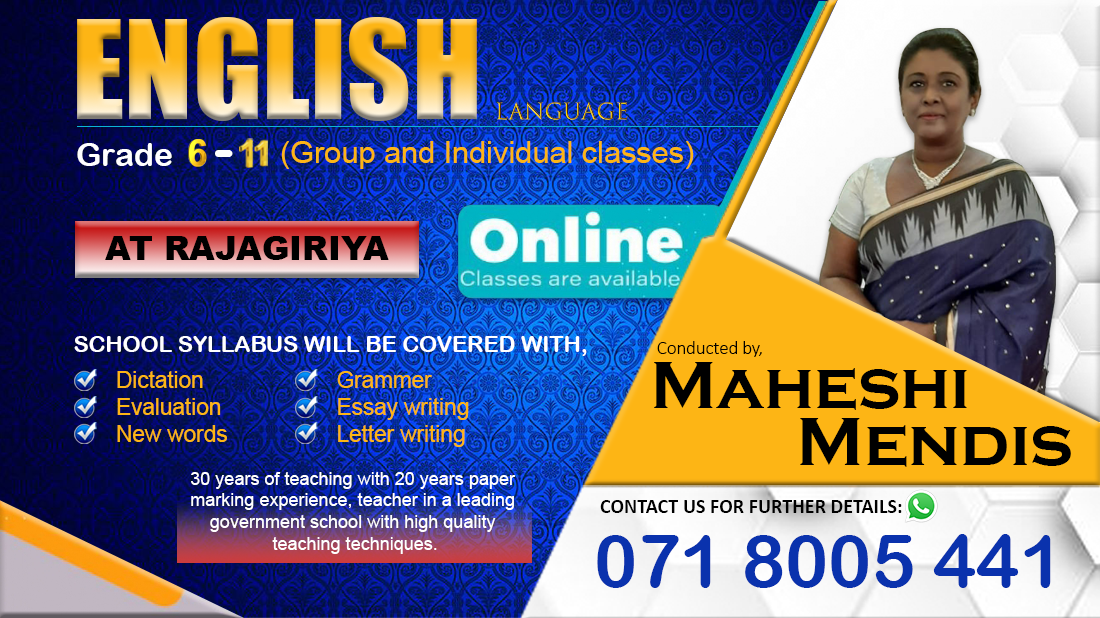 ENGLISH LANGUAGE
Grade 6 - 11 (Group and Individual classes)
AT RAJAGIRIYA
Online
Classes are available
SCHOOL SYLLABUS WILL BE COVERED WITH,
Dictation
Evaluation
New words
Grammer
Essay writing
Letter writing
30 years of teaching with 20 years paper
marking experience, teacher in a leading
government school with high quality
teaching techniques.
Conducted by,
MAHESHI
MENDIS
CONTACT US FOR FURTHER DETAILS:
071 8005 441